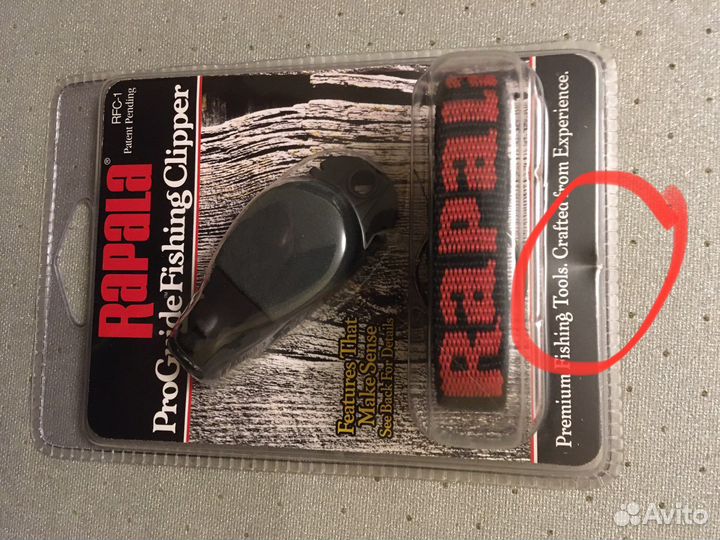 RFC-1
Patent Pending
RAPALA®
ProGuide™ Fishing Clipper
Features That
Make Sense
See Back For Details
RAPALA
Premium Fishing Tools. Crafted from Experience.
Avito